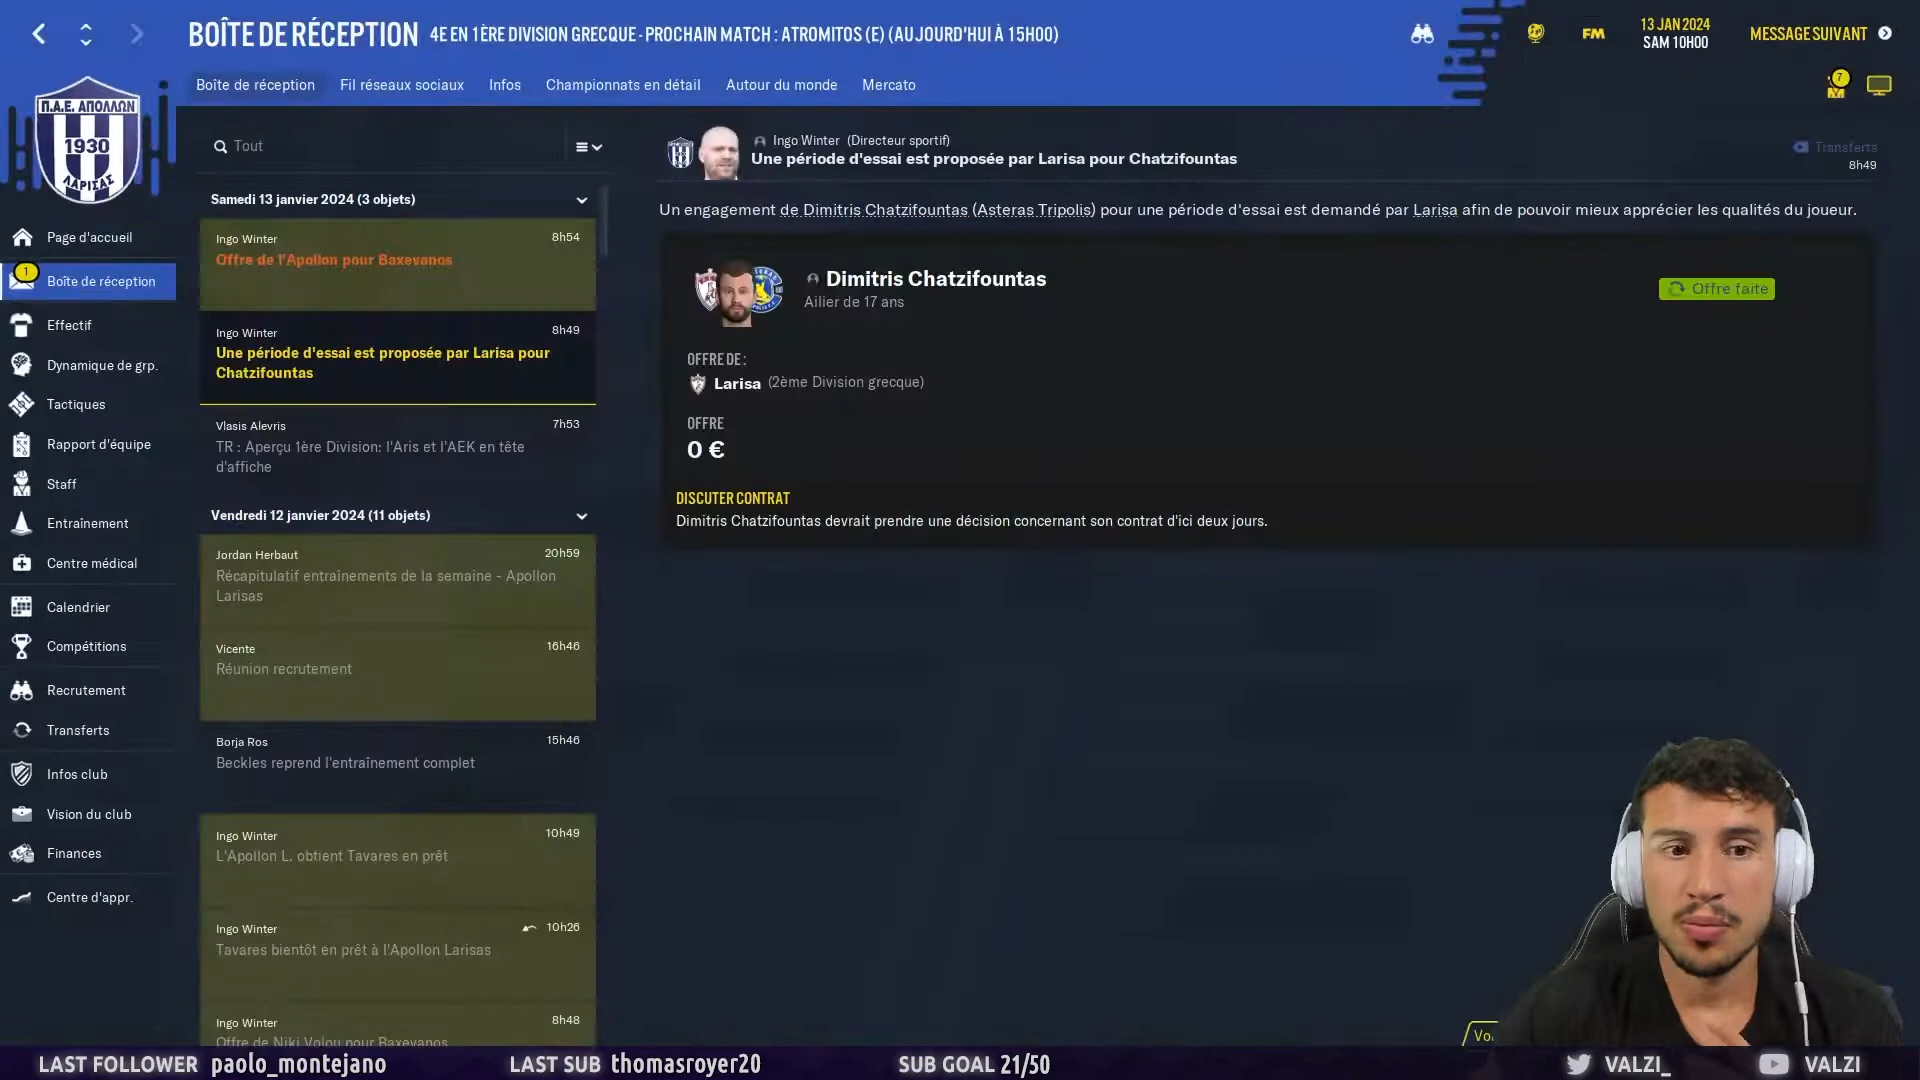 BOÎTE DE RÉCEPTION
4E EN 1ÈRE DIVISION GRECQUE - PROCHAIN MATCH : ATROMITOS (E) (AUJOURD'HUI À 15H00)
FM
13 JAN 2024
SAM 10H00
MESSAGE SUIVANT
Boîte de réception
Fil réseaux sociaux
Infos
Championnats en détail
Autour du monde
Mercato
7
Π.Α.Ε. ΑΠΟΛΛΩΝ
1930
ΛΑΡΙΣΑΣ
Page d'accueil
1
Boîte de réception
Effectif
Dynamique de grp.
Tactiques
Rapport d'équipe
Staff
Entraînement
Centre médical
Calendrier
Compétitions
Recrutement
Transferts
Infos club
Vision du club
Finances
Centre d'appr.
Tout
Samedi 13 janvier 2024 (3 objets)
Ingo Winter
8h54
Offre de l'Apollon pour Baxevanos
Ingo Winter
8h49
Une période d'essai est proposée par Larisa pour
Chatzifountas
Vlasis Alevris
7h53
TR : Aperçu 1ère Division: l'Aris et l'AEK en tête
d'affiche
Vendredi 12 janvier 2024 (11 objets)
Jordan Herbaut
20h59
Récapitulatif entraînements de la semaine - Apollon
Larisas
Vicente
16h46
Réunion recrutement
Borja Ros
15h46
Beckles reprend l'entraînement complet
Ingo Winter
10h49
L'Apollon L. obtient Tavares en prêt
Ingo Winter
10h26
Tavares bientôt en prêt à l'Apollon Larisas
Ingo Winter
8h48
Offre de Niki Volou pour Baxevanos
Ingo Winter (Directeur sportif)
Une période d'essai est proposée par Larisa pour Chatzifountas
Transferts
8h49
Un engagement de Dimitris Chatzifountas (Asteras Tripolis) pour une période d'essai est demandé par Larisa afin de pouvoir mieux apprécier les qualités du joueur.
Dimitris Chatzifountas
Ailier de 17 ans
Offre faite
OFFRE DE :
Larisa (2ème Division grecque)
OFFRE
0 €
DISCUTER CONTRAT
Dimitris Chatzifountas devrait prendre une décision concernant son contrat d'ici deux jours.
LAST FOLLOWER paolo_montejano
LAST SUB thomasroyer20
SUB GOAL 21/50
VALZI_
VALZI